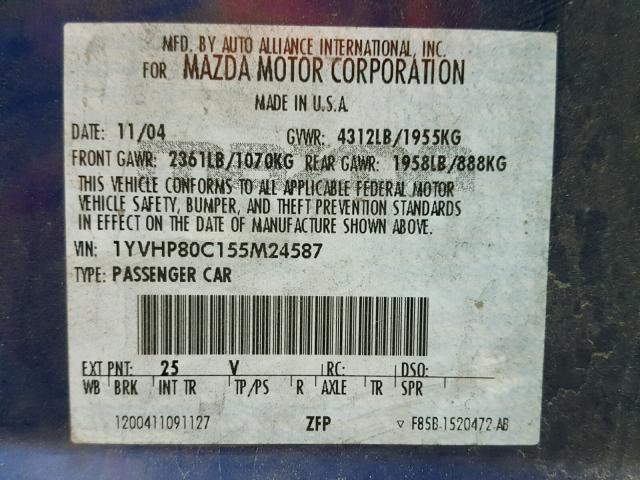 MFD. BY AUTO ALLIANCE INTERNATIONAL, INC.
FOR MAZDA MOTOR CORPORATION
MADE IN U.S.A.
DATE: 11/04 GVWR: 4312LB/1955KG
FRONT GAWR: 2361LB/1070KG REAR GAWR: 1958LB/888KG
THIS VEHICLE CONFORMS TO ALL APPLICABLE FEDERAL MOTOR
VEHICLE SAFETY, BUMPER, AND THEFT PREVENTION STANDARDS
IN EFFECT ON THE DATE OF MANUFACTURE SHOWN ABOVE.
VIN: 1YVHP80C155M24587
TYPE: PASSENGER CAR
EXT PNT: 25 V RC: DSO:
WB BRK INT TR TP/PS R AXLE TR SPR
1200411091127 ZFP ▽ F85B-1520472-AB